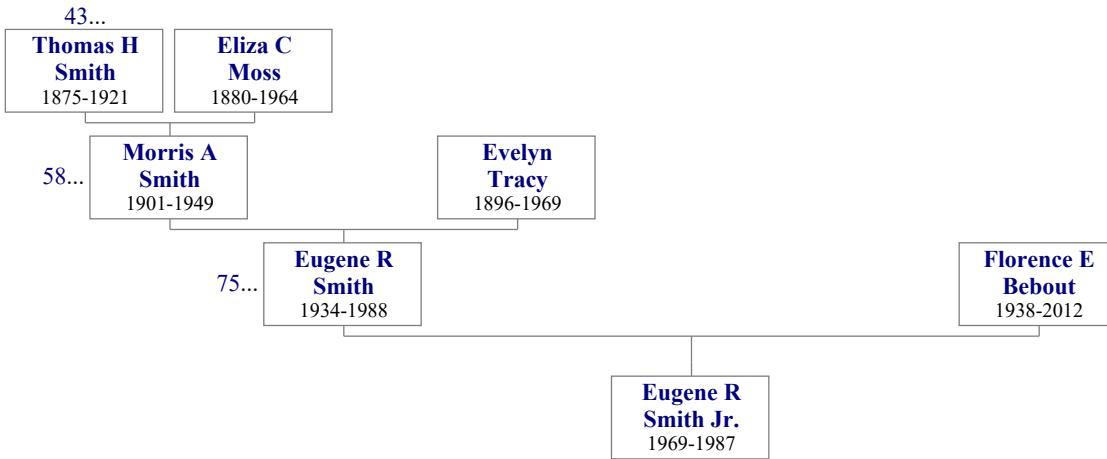 43...
Thomas H
Smith
1875-1921
Eliza C
Moss
1880-1964
58...
Morris A
Smith
1901-1949
Evelyn
Tracy
1896-1969
75...
Eugene R
Smith
1934-1988
Florence E
Bebout
1938-2012
Eugene R
Smith Jr.
1969-1987